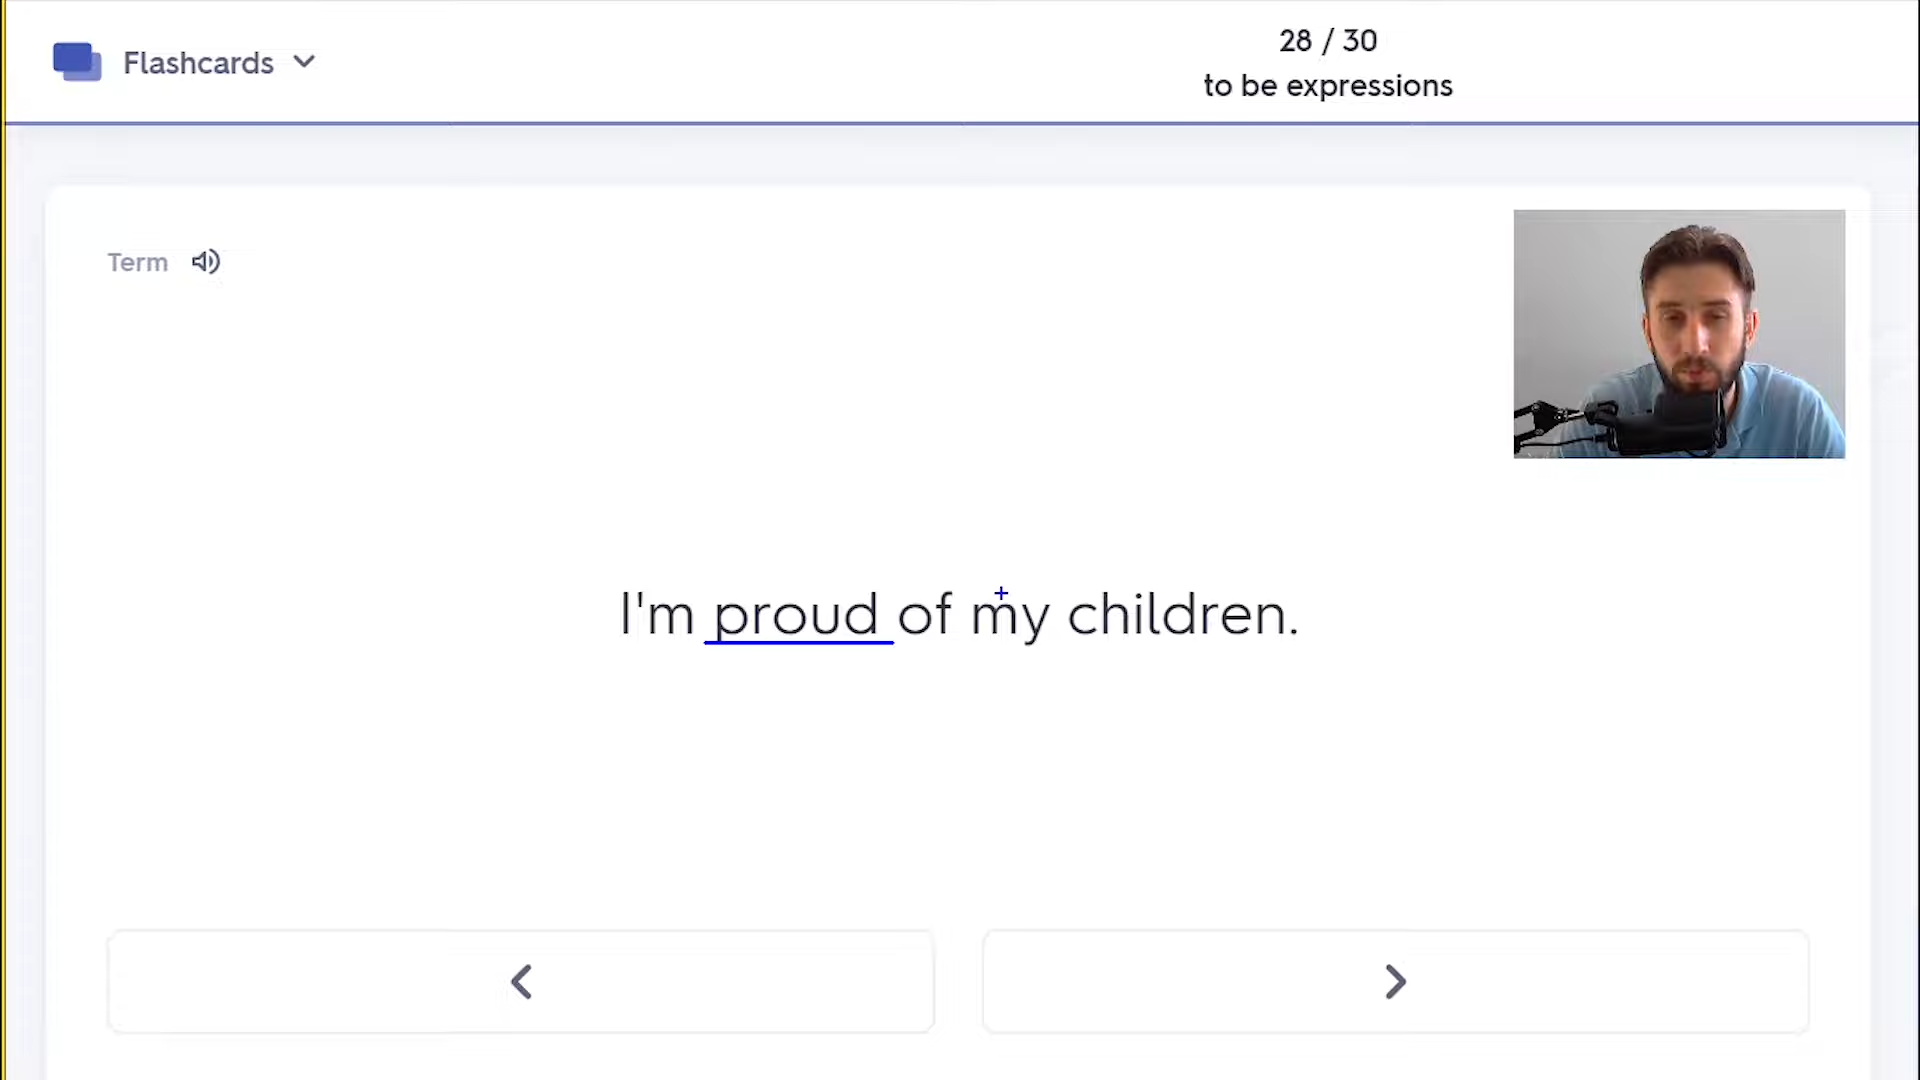 Flashcards
28 / 30
to be expressions
Term
I'm proud of my children.